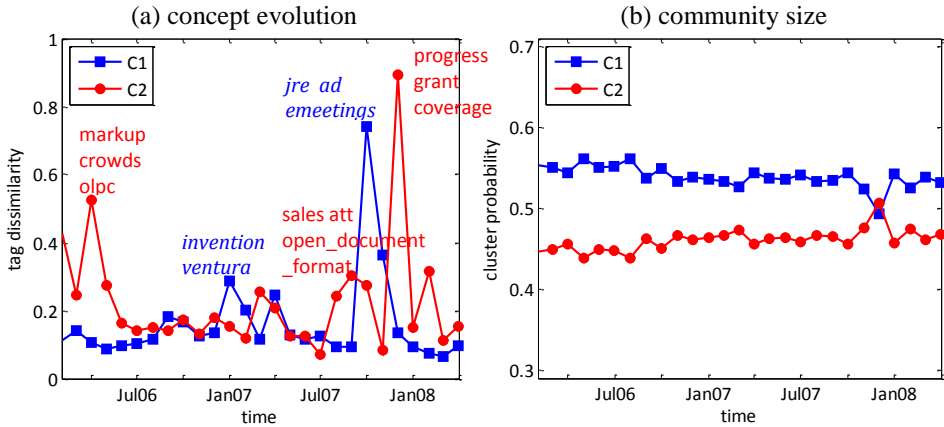 (a) concept evolution
1
0.8
0.6
0.4
0.2
0
tag dissimilarity
C1
C2
markup
crowds
olpc
invention
ventura
jre ad
emeetings
sales att
open_document
_format
progress
grant
coverage
Jul06
Jan07
Jul07
Jan08
time
(b) community size
0.7
0.6
0.5
0.4
0.3
cluster probability
C1
C2
Jul06
Jan07
Jul07
Jan08
time